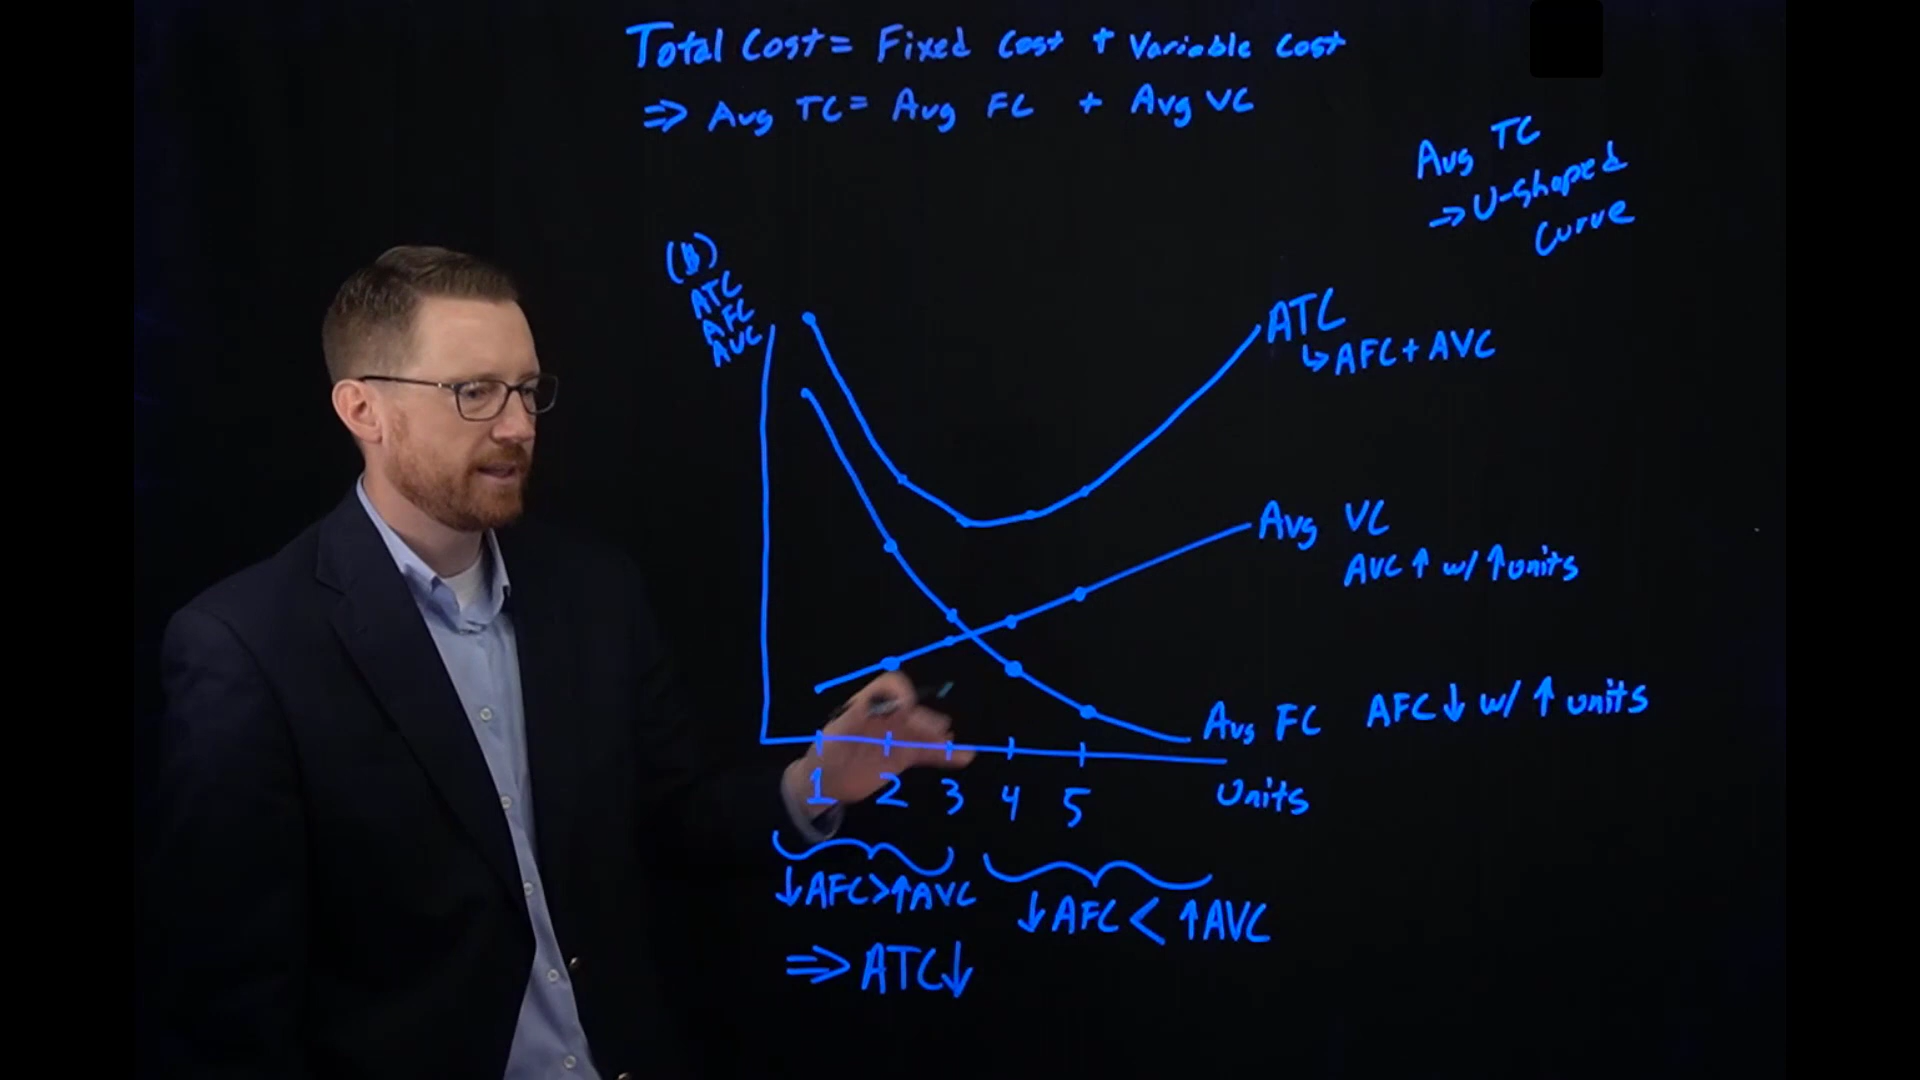 Total Cost = Fixed Cost + Variable Cost
⇒ Avg TC = Avg FC + Avg VC
Avg TC
⇒ U-shaped
Curve
($)
ATC
AFC
AVC
ATC
↳ AFC + AVC
Avg VC
AVC ↑ w/ ↑ units
Avg FC AFC ↓ w/ ↑ units
1 2 3 4 5 Units
↓AFC > ↑AVC
↓AFC < ↑AVC
⇒ ATC↓